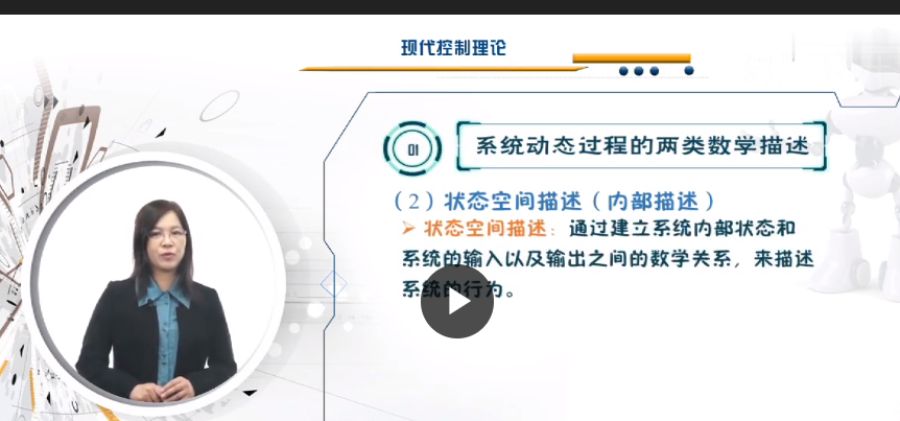 现代控制理论
01
系统动态过程的两类数学描述
（2）状态空间描述（内部描述）
➢ 状态空间描述：通过建立系统内部状态和
系统的输入以及输出之间的数学关系，来描述
系统的行为。